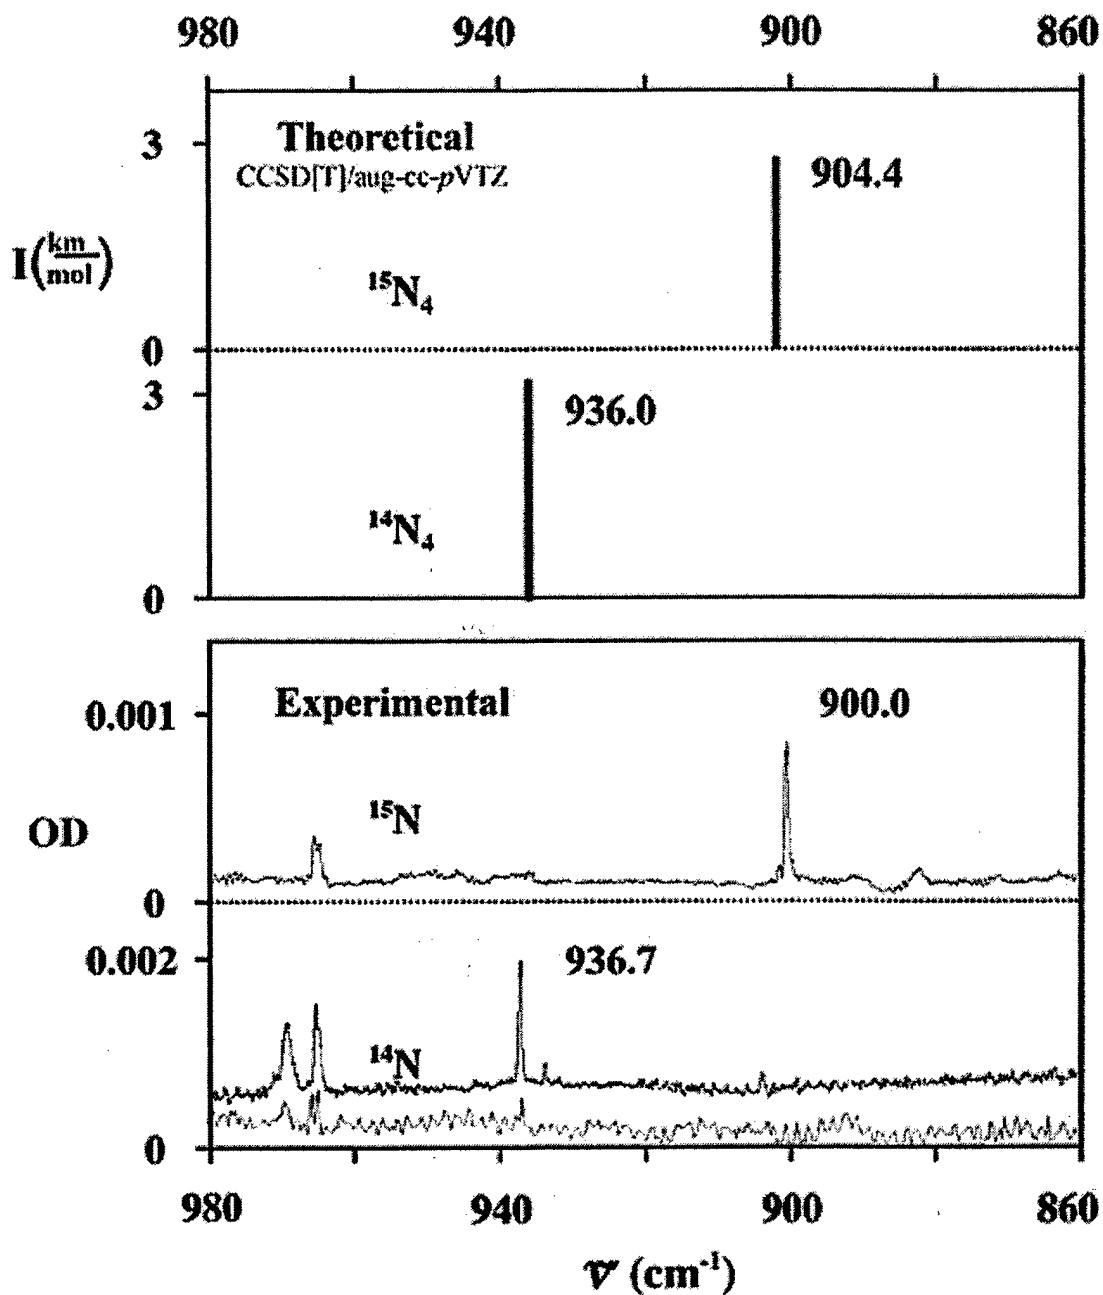 980 940 900 860
Theoretical
CCSD[T]/aug-cc-pVTZ
3
904.4
I(km/mol)
¹⁵N₄
0
3
936.0
¹⁴N₄
0
Experimental
900.0
0.001
¹⁵N
OD
0
0.002
936.7
¹⁴N
0
980 940 900 860
ṽ (cm⁻¹)